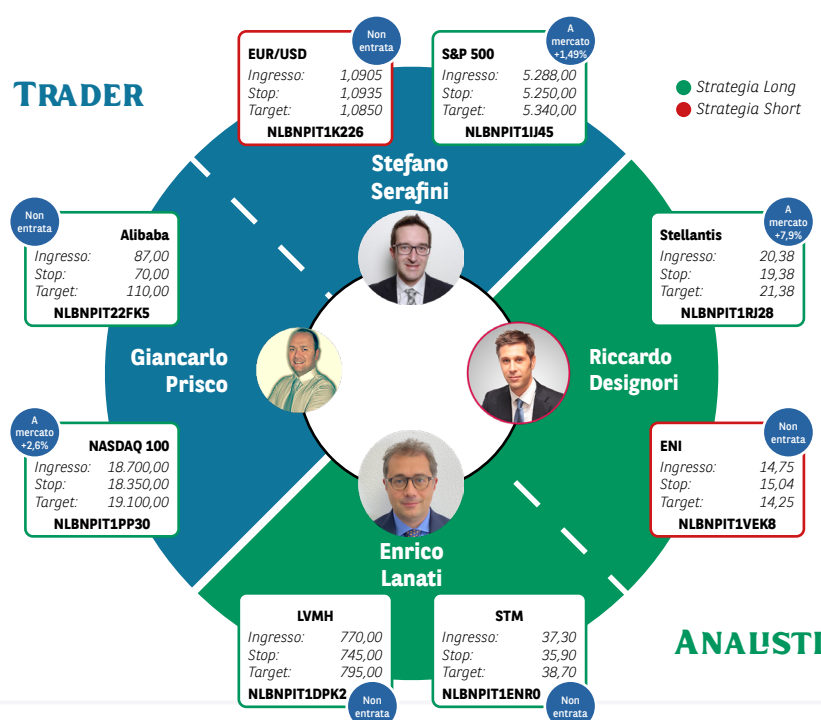 TRADER
EUR/USD
Ingresso: 1,0905
Stop: 1,0935
Target: 1,0850
NLBNPIT1K226
Non
entrata
S&P 500
Ingresso: 5.288,00
Stop: 5.250,00
Target: 5.340,00
NLBNPIT1IJ45
A
mercato
+1,49%
Strategia Long
Strategia Short
Stefano
Serafini
Non
entrata
Alibaba
Ingresso: 87,00
Stop: 70,00
Target: 110,00
NLBNPIT22FK5
Stellantis
Ingresso: 20,38
Stop: 19,38
Target: 21,38
NLBNPIT1RJ28
A
mercato
+7,9%
Giancarlo
Prisco
Riccardo
Designori
A
mercato
+2,6%
NASDAQ 100
Ingresso: 18.700,00
Stop: 18.350,00
Target: 19.100,00
NLBNPIT1PP30
ENI
Ingresso: 14,75
Stop: 15,04
Target: 14,25
NLBNPIT1VEK8
Non
entrata
Enrico
Lanati
LVMH
Ingresso: 770,00
Stop: 745,00
Target: 795,00
NLBNPIT1DPK2
Non
entrata
STM
Ingresso: 37,30
Stop: 35,90
Target: 38,70
NLBNPIT1ENR0
Non
entrata
ANALISTI